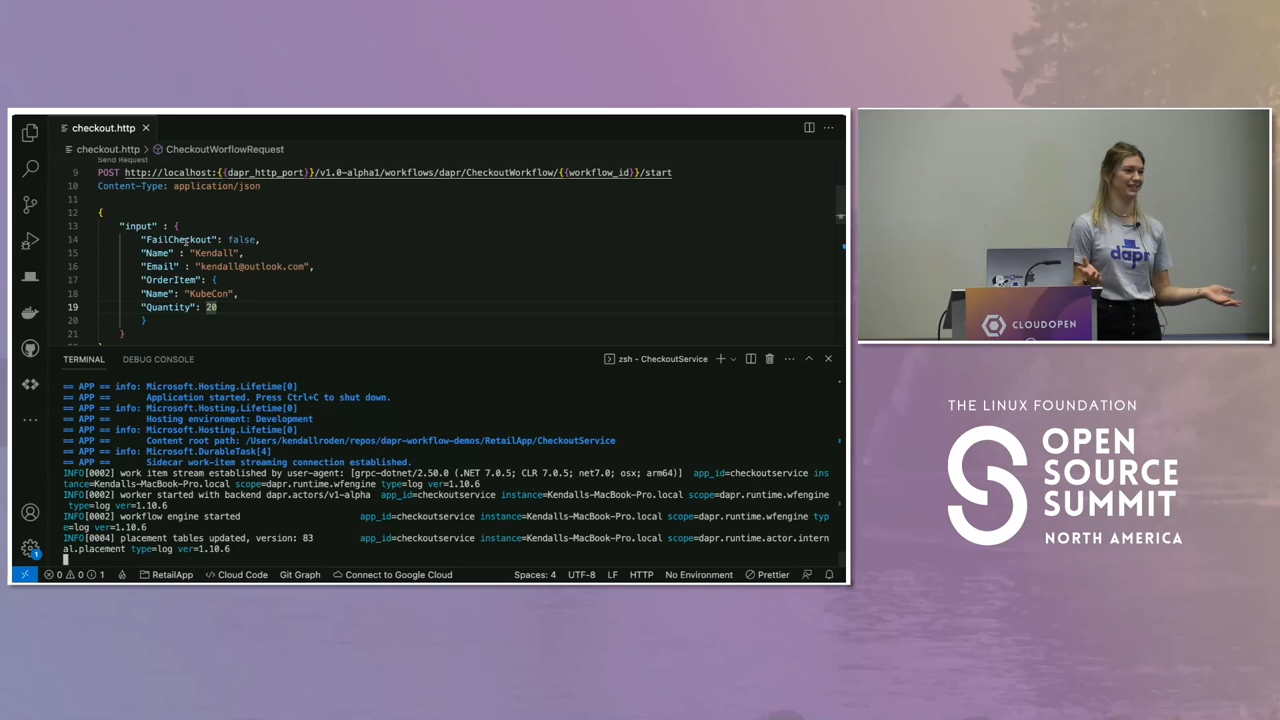 checkout.http
checkout.http > CheckoutWorflowRequest
Send Request
9 POST http://localhost:{{dapr_http_port}}/v1.0-alpha1/workflows/dapr/CheckoutWorkflow/{{workflow_id}}/start
10 Content-Type: application/json
11
12 {
13 "input" : {
14 "FailCheckout": false,
15 "Name" : "Kendall",
16 "Email" : "kendall@outlook.com",
17 "OrderItem": {
18 "Name": "KubeCon",
19 "Quantity": 20
20 }
21 }
TERMINAL DEBUG CONSOLE zsh - CheckoutService
== APP == info: Microsoft.Hosting.Lifetime[0]
== APP == Application started. Press Ctrl+C to shut down.
== APP == info: Microsoft.Hosting.Lifetime[0]
== APP == Hosting environment: Development
== APP == info: Microsoft.Hosting.Lifetime[0]
== APP == Content root path: /Users/kendallroden/repos/dapr-workflow-demos/RetailApp/CheckoutService
== APP == info: Microsoft.DurableTask[4]
== APP == Sidecar work-item streaming connection established.
INFO[0002] work item stream established by user-agent: [grpc-dotnet/2.50.0 (.NET 7.0.5; CLR 7.0.5; net7.0; osx; arm64)] app_id=checkoutservice ins
tance=Kendalls-MacBook-Pro.local scope=dapr.runtime.wfengine type=log ver=1.10.6
INFO[0002] worker started with backend dapr.actors/v1-alpha app_id=checkoutservice instance=Kendalls-MacBook-Pro.local scope=dapr.runtime.wfengine
type=log ver=1.10.6
INFO[0002] workflow engine started app_id=checkoutservice instance=Kendalls-MacBook-Pro.local scope=dapr.runtime.wfengine typ
e=log ver=1.10.6
INFO[0004] placement tables updated, version: 83 app_id=checkoutservice instance=Kendalls-MacBook-Pro.local scope=dapr.runtime.actor.intern
al.placement type=log ver=1.10.6
1
0 0 1 RetailApp Cloud Code Git Graph Connect to Google Cloud Spaces: 4 UTF-8 LF HTTP No Environment Prettier
dapr
CLOUDOPEN
THE LINUX FOUNDATION
OPEN
SOURCE
SUMMIT
NORTH AMERICA